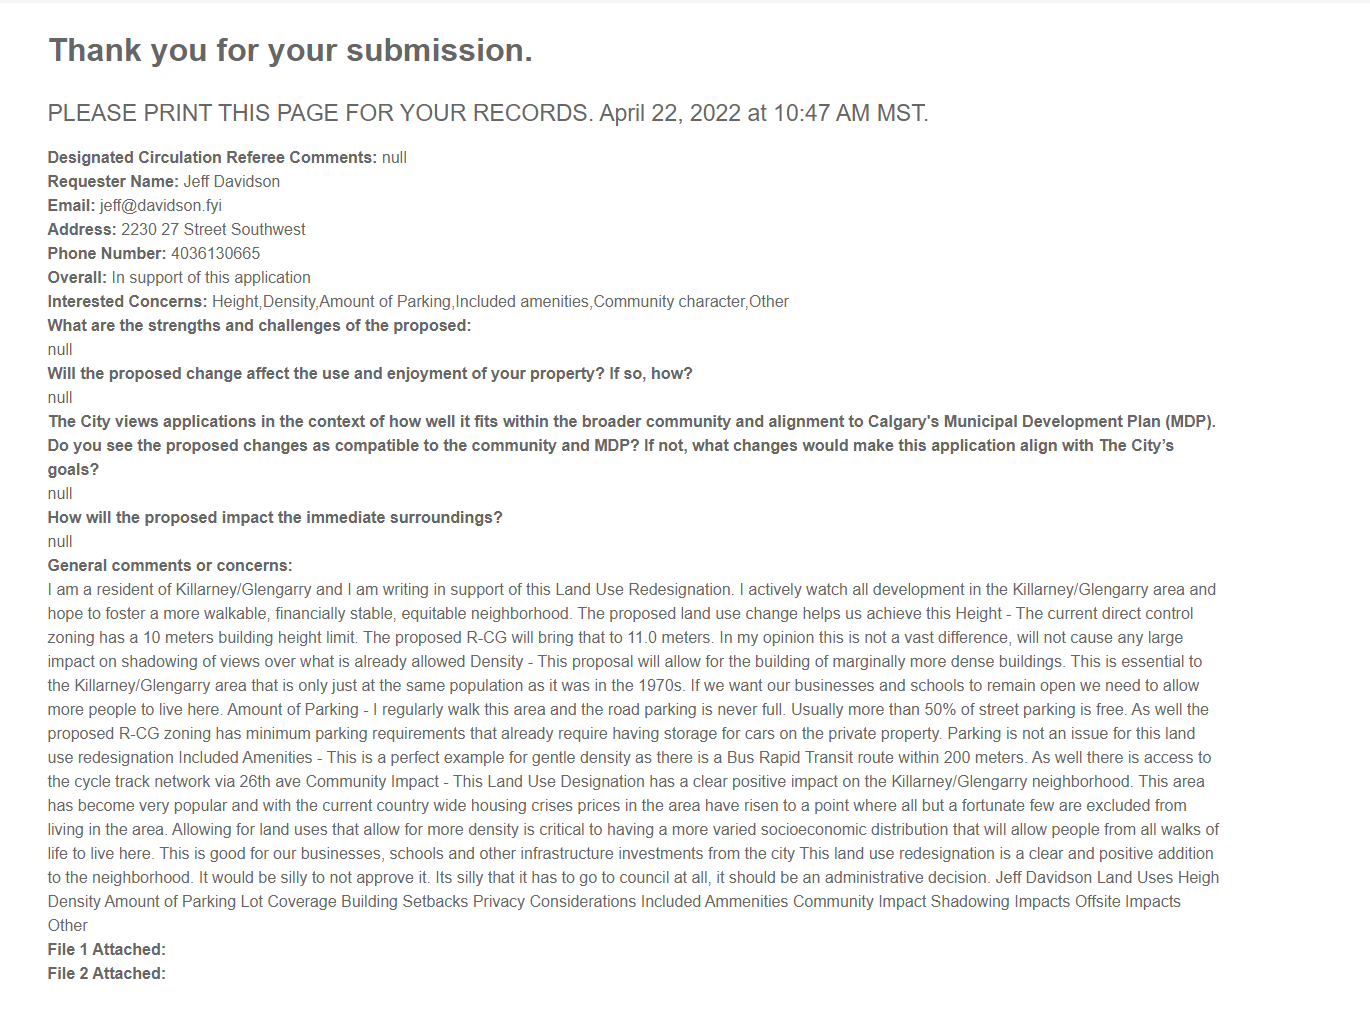 Thank you for your submission.
PLEASE PRINT THIS PAGE FOR YOUR RECORDS. April 22, 2022 at 10:47 AM MST.
Designated Circulation Referee Comments: null
Requester Name: Jeff Davidson
Email: jeff@davidson.fyi
Address: 2230 27 Street Southwest
Phone Number: 4036130665
Overall: In support of this application
Interested Concerns: Height,Density,Amount of Parking,Included amenities,Community character,Other
What are the strengths and challenges of the proposed:
null
Will the proposed change affect the use and enjoyment of your property? If so, how?
null
The City views applications in the context of how well it fits within the broader community and alignment to Calgary's Municipal Development Plan (MDP).
Do you see the proposed changes as compatible to the community and MDP? If not, what changes would make this application align with The City’s
goals?
null
How will the proposed impact the immediate surroundings?
null
General comments or concerns:
I am a resident of Killarney/Glengarry and I am writing in support of this Land Use Redesignation. I actively watch all development in the Killarney/Glengarry area and
hope to foster a more walkable, financially stable, equitable neighborhood. The proposed land use change helps us achieve this Height - The current direct control
zoning has a 10 meters building height limit. The proposed R-CG will bring that to 11.0 meters. In my opinion this is not a vast difference, will not cause any large
impact on shadowing of views over what is already allowed Density - This proposal will allow for the building of marginally more dense buildings. This is essential to
the Killarney/Glengarry area that is only just at the same population as it was in the 1970s. If we want our businesses and schools to remain open we need to allow
more people to live here. Amount of Parking - I regularly walk this area and the road parking is never full. Usually more than 50% of street parking is free. As well the
proposed R-CG zoning has minimum parking requirements that already require having storage for cars on the private property. Parking is not an issue for this land
use redesignation Included Amenities - This is a perfect example for gentle density as there is a Bus Rapid Transit route within 200 meters. As well there is access to
the cycle track network via 26th ave Community Impact - This Land Use Designation has a clear positive impact on the Killarney/Glengarry neighborhood. This area
has become very popular and with the current country wide housing crises prices in the area have risen to a point where all but a fortunate few are excluded from
living in the area. Allowing for land uses that allow for more density is critical to having a more varied socioeconomic distribution that will allow people from all walks of
life to live here. This is good for our businesses, schools and other infrastructure investments from the city This land use redesignation is a clear and positive addition
to the neighborhood. It would be silly to not approve it. Its silly that it has to go to council at all, it should be an administrative decision. Jeff Davidson Land Uses Heigh
Density Amount of Parking Lot Coverage Building Setbacks Privacy Considerations Included Ammenities Community Impact Shadowing Impacts Offsite Impacts
Other
File 1 Attached:
File 2 Attached: